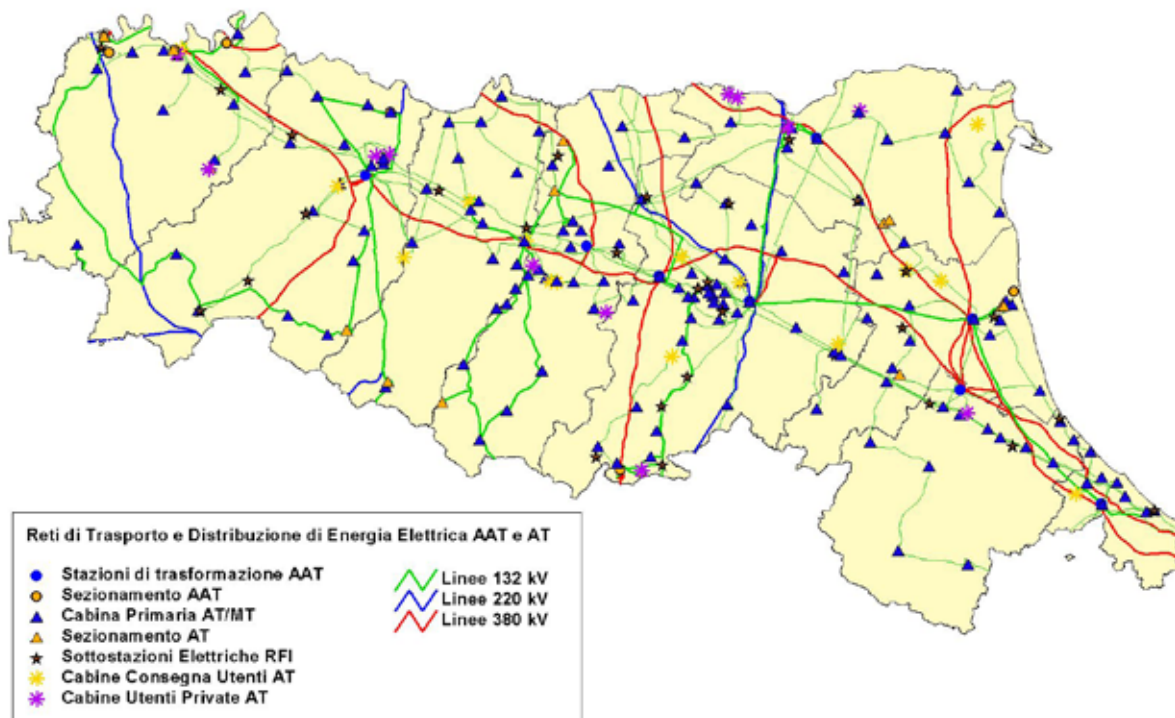 Reti di Trasporto e Distribuzione di Energia Elettrica AAT e AT
Stazioni di trasformazione AAT
Sezionamento AAT
Cabina Primaria AT/MT
Sezionamento AT
Sottostazioni Elettriche RFI
Cabine Consegna Utenti AT
Cabine Utenti Private AT
Linee 132 kV
Linee 220 kV
Linee 380 kV